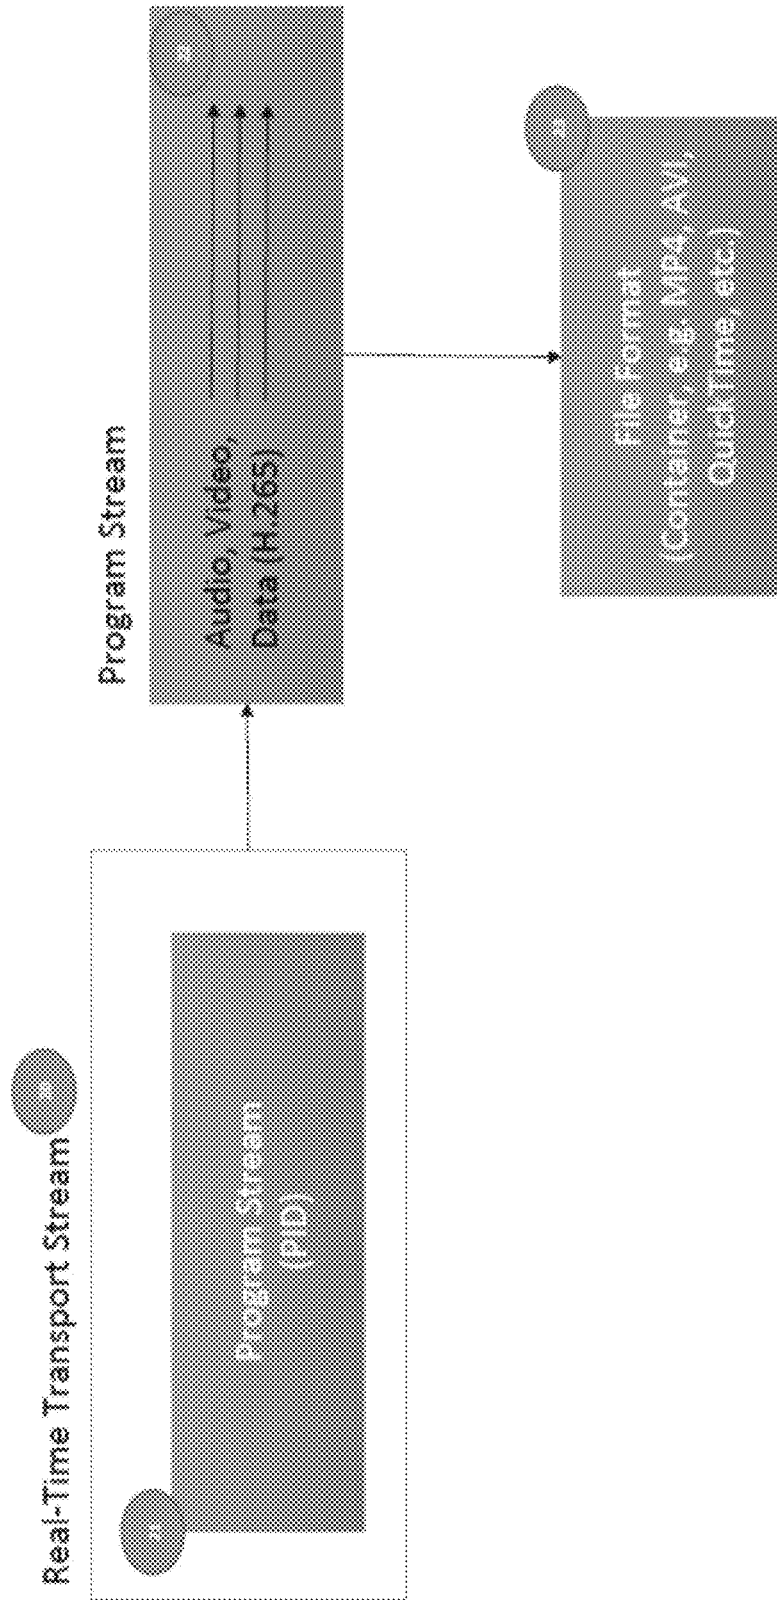 Real-Time Transport Stream
Program Stream
(PID)
Program Stream
Audio, Video,
Data (H.265)
File Format
(Container, e.g. MP4, AVI,
QuickTime, etc.)